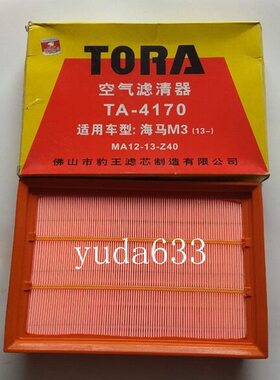 TORA
空气滤清器
TA-4170
适用车型:海马M3 (13-)
MA12-13-Z40
佛山市豹王滤芯制造有限公司
yuda633